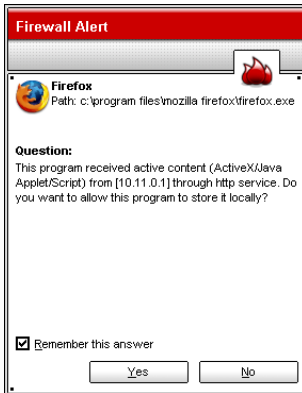 Firewall Alert
Firefox
Path: c:\program files\mozilla firefox\firefox.exe
Question:
This program received active content (ActiveX/Java
Applet/Script) from [10.11.0.1] through http service. Do
you want to allow this program to store it locally?
Remember this answer
Yes
No